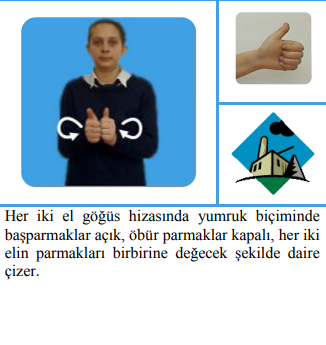 Her iki el göğüs hizasında yumruk biçiminde
başparmaklar açık, öbür parmaklar kapalı, her iki
elin parmakları birbirine değecek şekilde daire
çizer.